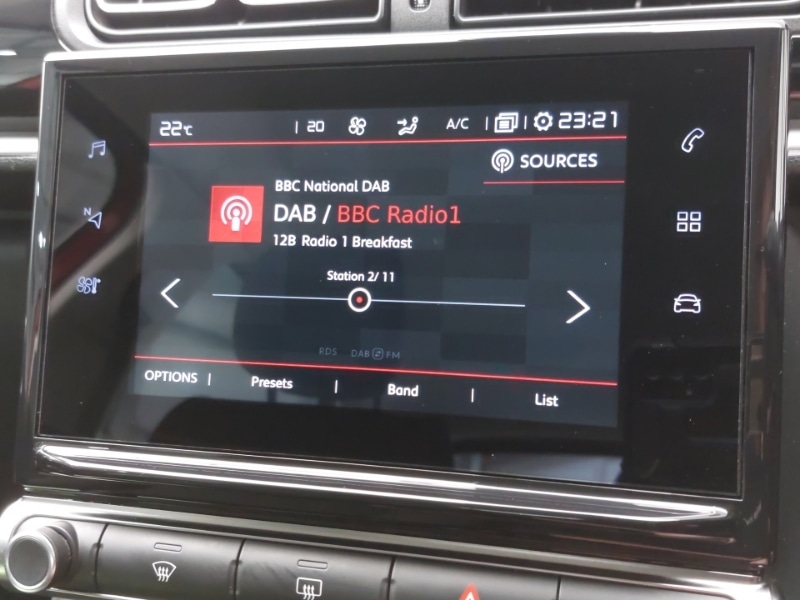 22°C | 20 A/C | | 23:21
SOURCES
BBC National DAB
DAB / BBC Radio1
12B Radio 1 Breakfast
Station 2/ 11
RDS DAB FM
OPTIONS | Presets | Band | List
N